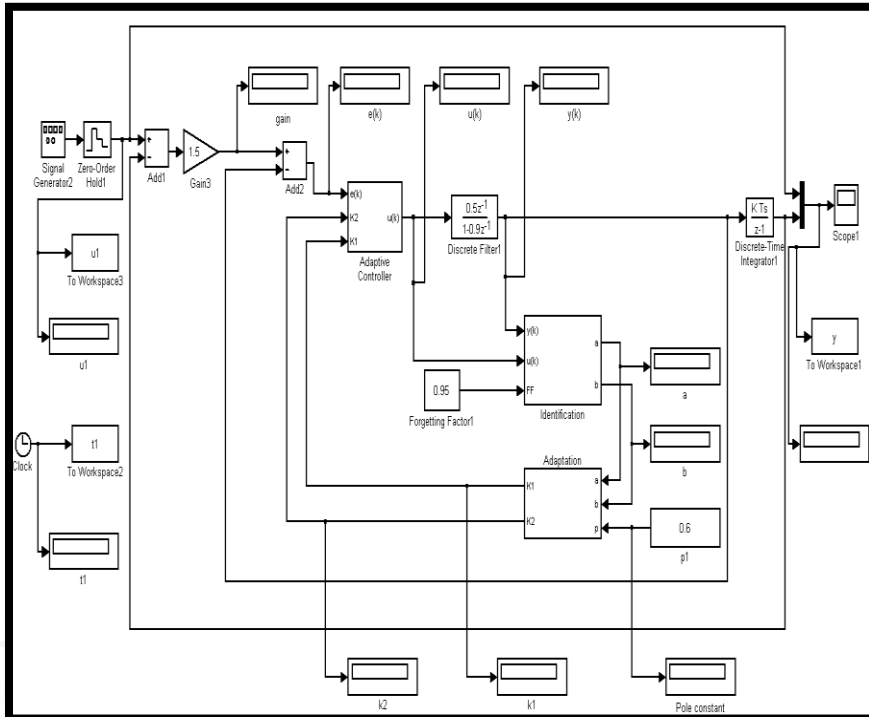 gain
e(k)
u(k)
y(k)
Signal
Generator2
Zero-Order
Hold1
+
-
Add1
1.5
Gain3
+
-
Add2
e(k)
K2
K1
u(k)
Adaptive
Controller
0.5z-1
1-0.9z-1
Discrete Filter1
K Ts
z-1
Discrete-Time
Integrator1
Scope1
u1
To Workspace3
u1
y
To Workspace1
y(k)
u(k)
FF
a
b
Identification
0.95
Forgetting Factor1
a
b
t1
To Workspace2
Clock
t1
Adaptation
K1
K2
a
b
p
0.6
p1
k2
k1
Pole constant